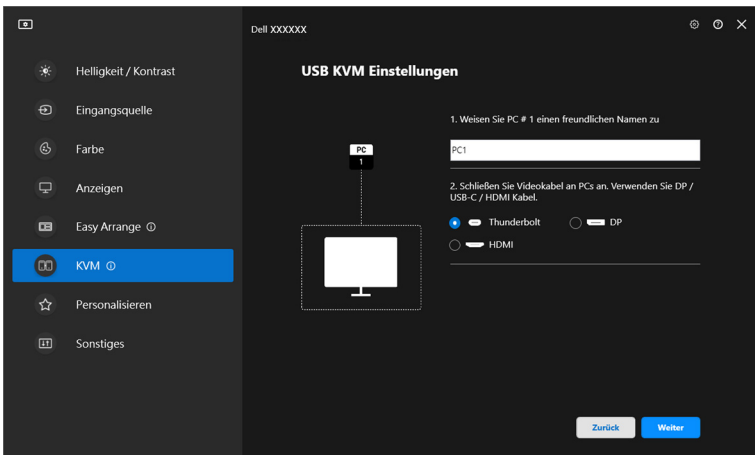 Dell XXXXXX
Helligkeit / Kontrast
Eingangsquelle
Farbe
Anzeigen
Easy Arrange
KVM
Personalisieren
Sonstiges
USB KVM Einstellungen
PC
1
1. Weisen Sie PC # 1 einen freundlichen Namen zu
PC1
2. Schließen Sie Videokabel an PCs an. Verwenden Sie DP /
USB-C / HDMI Kabel.
Thunderbolt
DP
HDMI
Zurück
Weiter